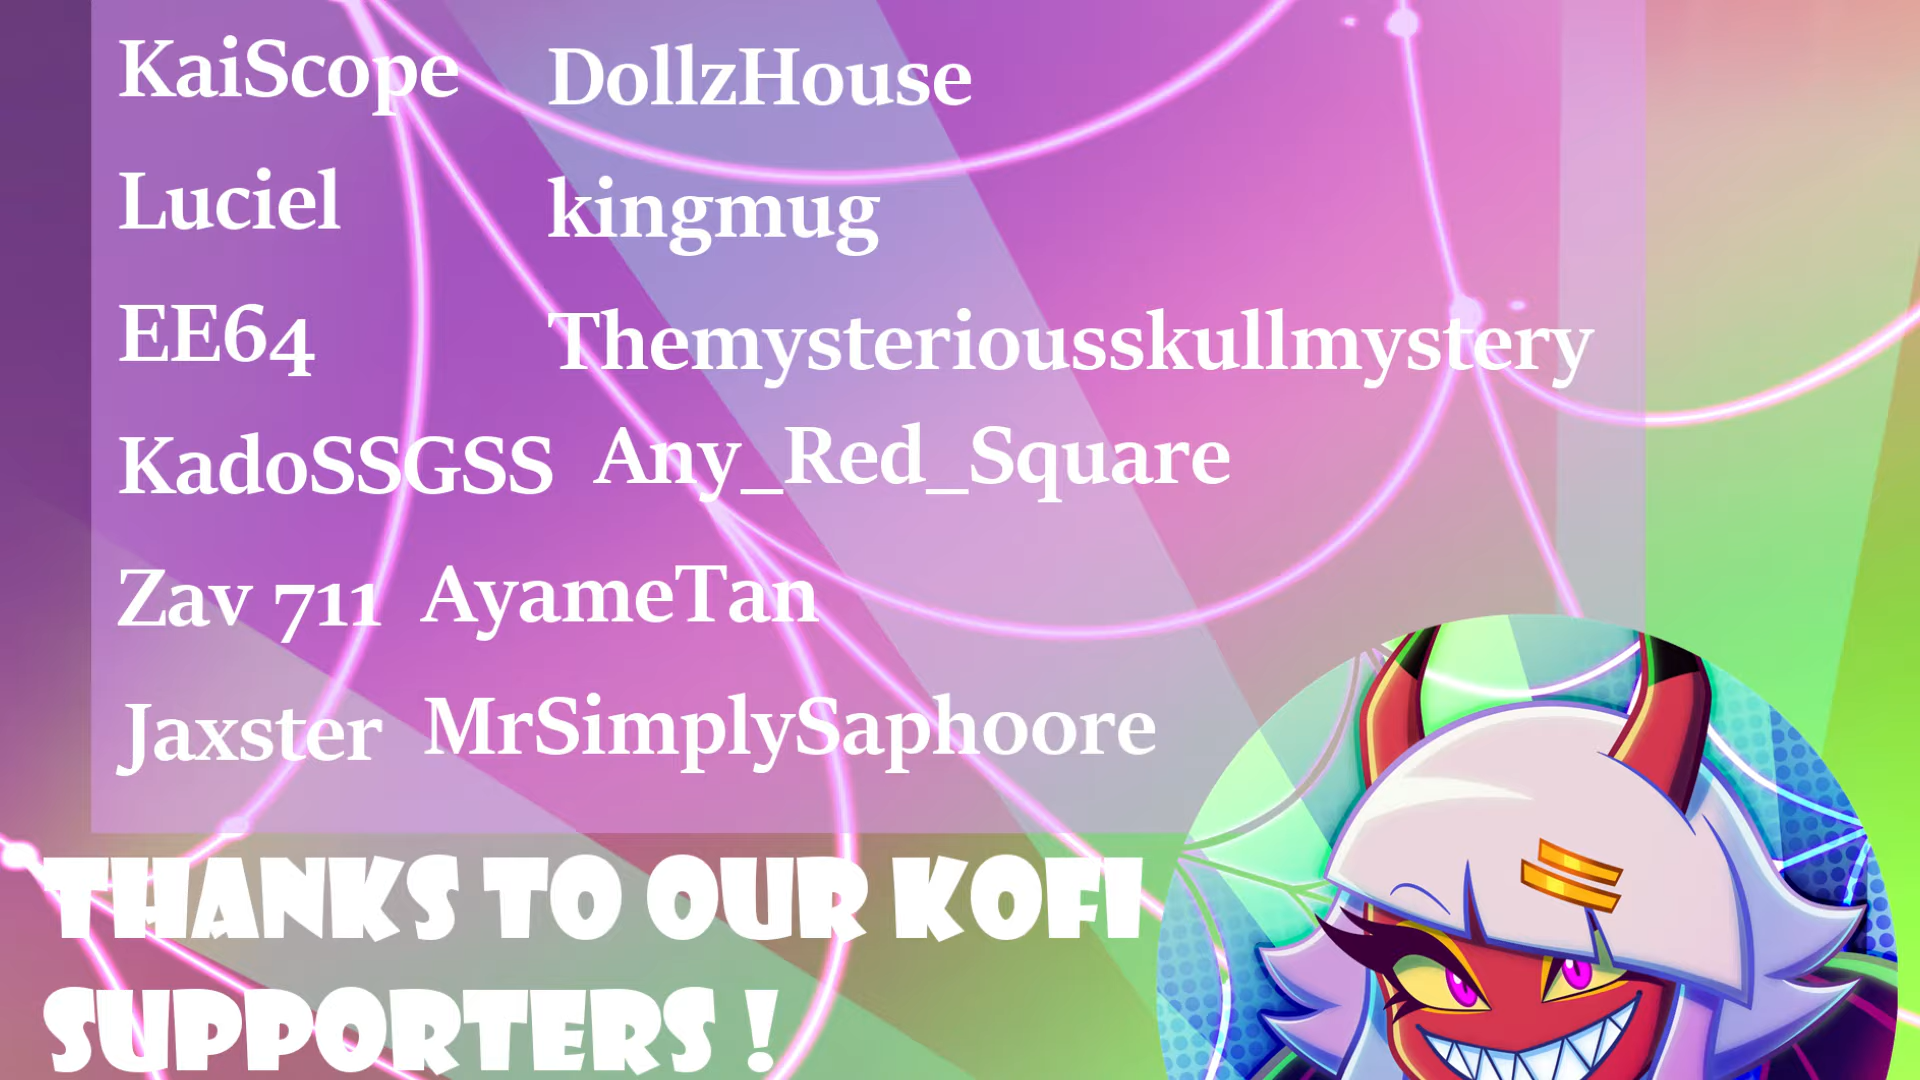 KaiScope DollzHouse
Luciel kingmug
EE64 Themysteriousskullmystery
KadoSSGSS Any_Red_Square
Zav 711 AyameTan
Jaxster MrSimplySaphoore
THANKS TO OUR KOFI
SUPPORTERS !